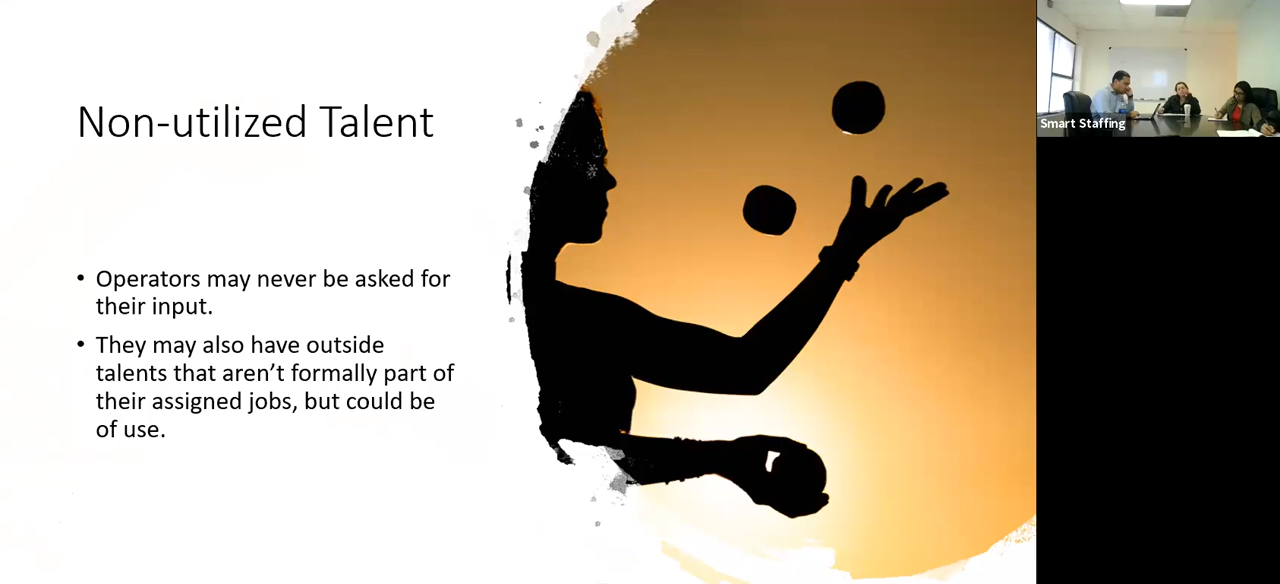 Non-utilized Talent
• Operators may never be asked for
their input.
• They may also have outside
talents that aren’t formally part of
their assigned jobs, but could be
of use.
Smart Staffing